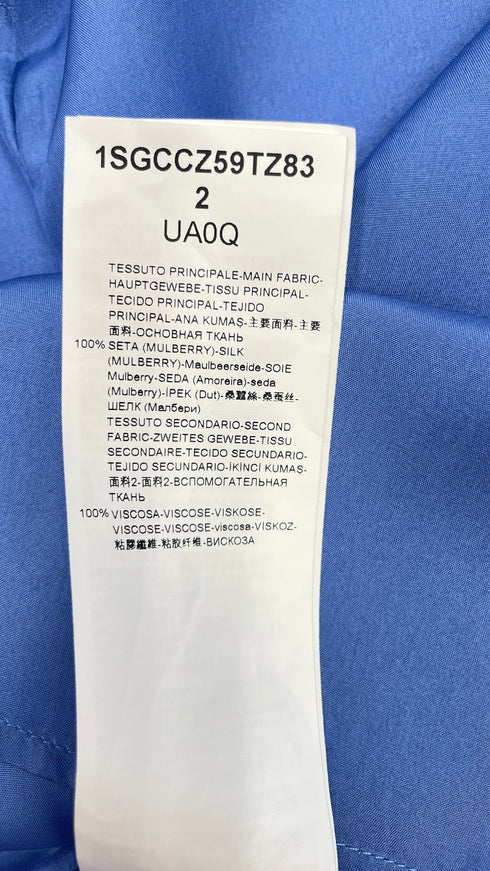 1SGCCZ59TZ83
2
UA0Q
TESSUTO PRINCIPALE-MAIN FABRIC-
HAUPTGEWEBE-TISSU PRINCIPAL-
TECIDO PRINCIPAL-TEJIDO
PRINCIPAL-ANA KUMAŞ-主要面料-主要
面料-ОСНОВНАЯ ТКАНЬ
100% SETA (MULBERRY)-SILK
(MULBERRY)-Maulbeerseide-SOIE
Mulberry-SEDA (Amoreira)-seda
(Mulberry)-İPEK (Dut)-桑蠶絲-桑蚕丝-
ШЕЛК (Малбери)
TESSUTO SECONDARIO-SECOND
FABRIC-ZWEITES GEWEBE-TISSU
SECONDAIRE-TECIDO SECUNDARIO-
TEJIDO SECUNDARIO-İKİNCİ KUMAŞ-
面料2-面料2-ВСПОМОГАТЕЛЬНАЯ
ТКАНЬ
100% VISCOSA-VISCOSE-VISKOSE-
VISCOSE-VISCOSE-viscosa-VİSKOZ-
粘膠纖維-粘胶纤维-ВИСКОЗА